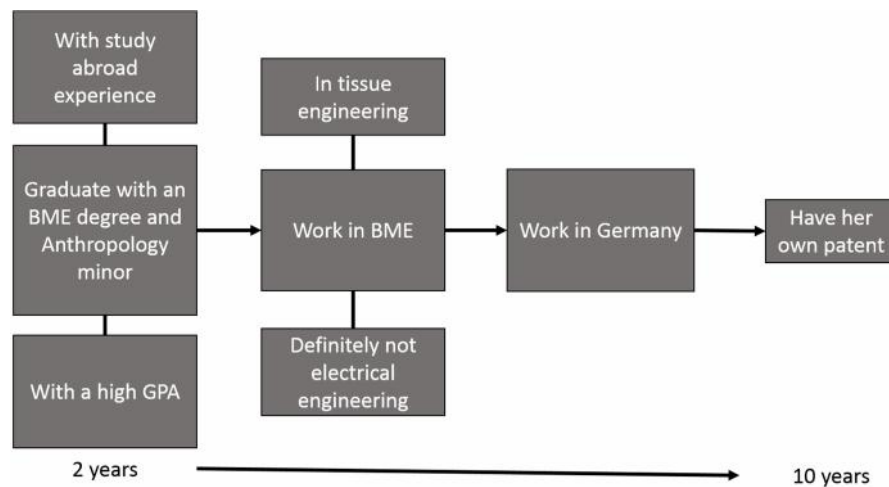 With study
abroad
experience
Graduate with an
BME degree and
Anthropology
minor
With a high GPA
In tissue
engineering
Work in BME
Definitely not
electrical
engineering
Work in Germany
Have her
own patent
2 years
10 years